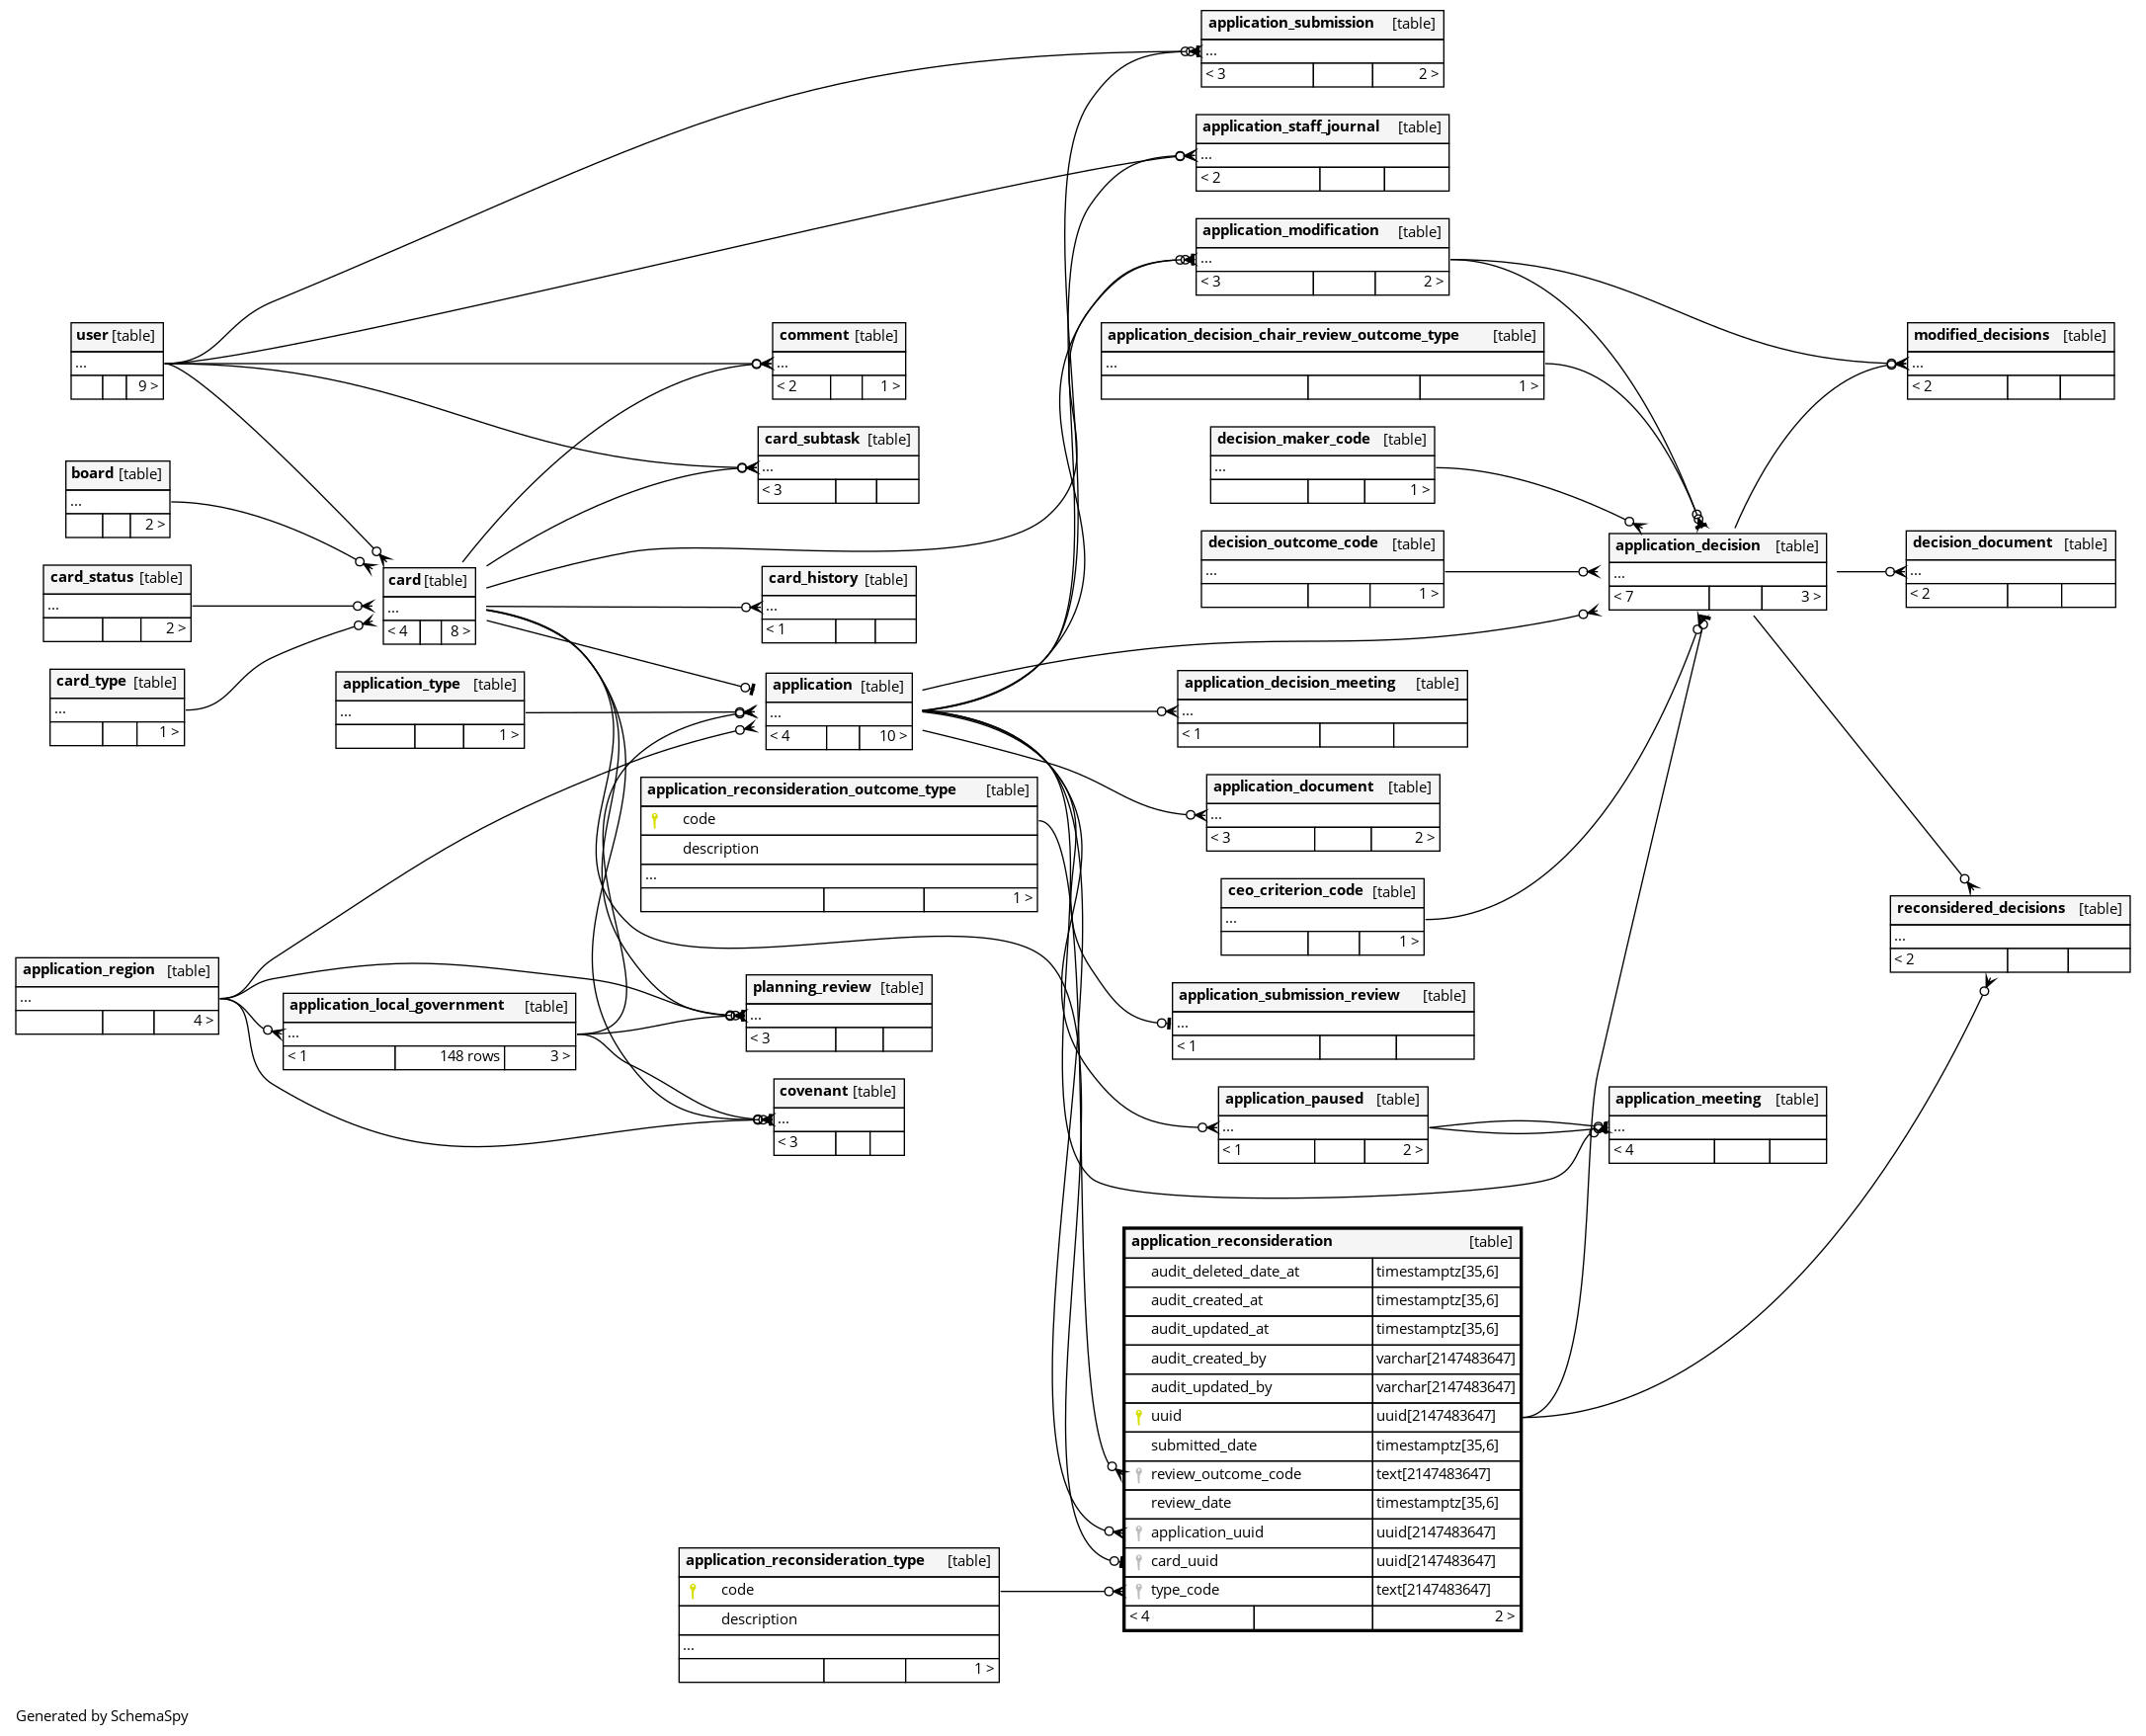 application_submission [table]
...
< 3 2 >
application_staff_journal [table]
...
< 2
application_modification [table]
...
< 3 2 >
user [table]
...
9 >
comment [table]
...
< 2 1 >
application_decision_chair_review_outcome_type [table]
...
1 >
modified_decisions [table]
...
< 2
card_subtask [table]
...
< 3
decision_maker_code [table]
...
1 >
board [table]
...
2 >
decision_outcome_code [table]
...
1 >
application_decision [table]
...
< 7 3 >
decision_document [table]
...
< 2
card_status [table]
...
2 >
card [table]
...
< 4 8 >
card_history [table]
...
< 1
card_type [table]
...
1 >
application_type [table]
...
1 >
application [table]
...
< 4 10 >
application_decision_meeting [table]
...
< 1
application_reconsideration_outcome_type [table]
code
description
...
1 >
application_document [table]
...
< 3 2 >
ceo_criterion_code [table]
...
1 >
reconsidered_decisions [table]
...
< 2
application_region [table]
...
4 >
application_local_government [table]
...
< 1 148 rows 3 >
planning_review [table]
...
< 3
application_submission_review [table]
...
< 1
covenant [table]
...
< 3
application_paused [table]
...
< 1 2 >
application_meeting [table]
...
< 4
application_reconsideration [table]
audit_deleted_date_at timestamptz[35,6]
audit_created_at timestamptz[35,6]
audit_updated_at timestamptz[35,6]
audit_created_by varchar[2147483647]
audit_updated_by varchar[2147483647]
uuid uuid[2147483647]
submitted_date timestamptz[35,6]
review_outcome_code text[2147483647]
review_date timestamptz[35,6]
application_uuid uuid[2147483647]
card_uuid uuid[2147483647]
type_code text[2147483647]
< 4 2 >
application_reconsideration_type [table]
code
description
...
1 >
Generated by SchemaSpy